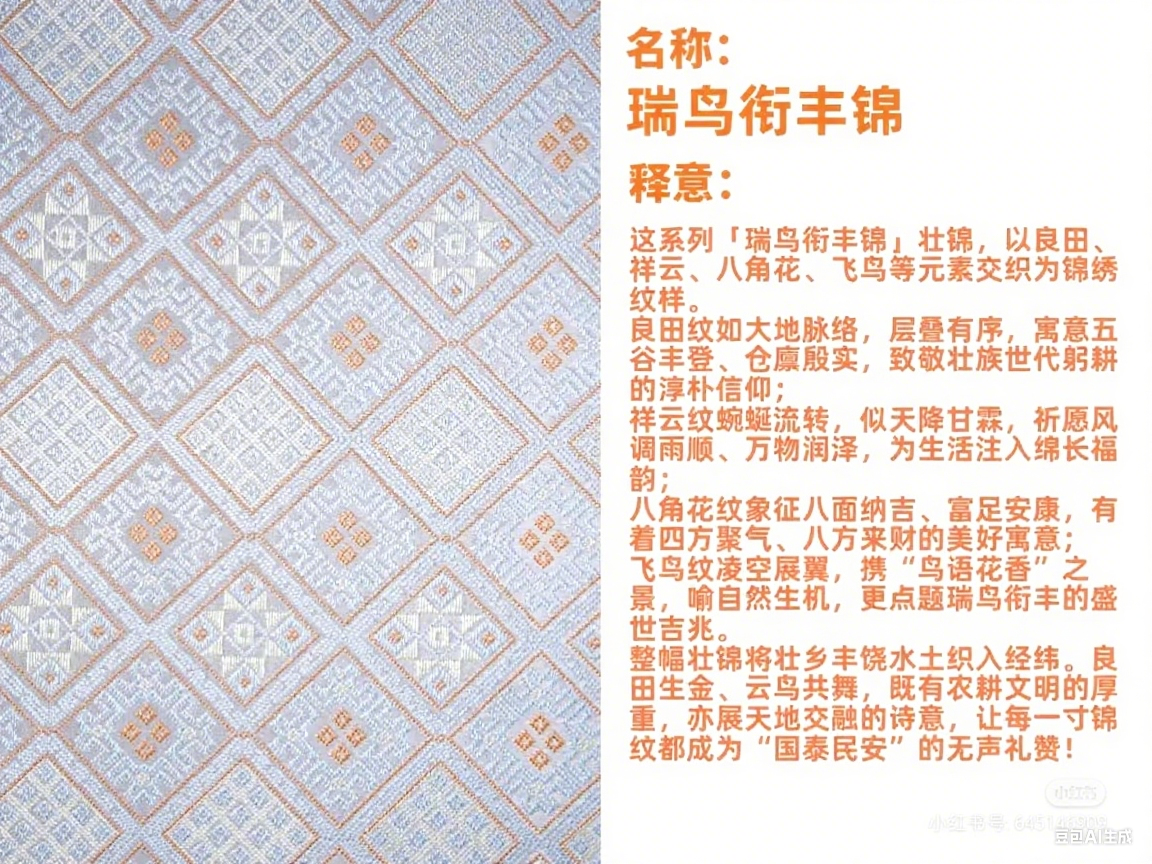 名称：
瑞鸟衔丰锦
释意：
这系列「瑞鸟衔丰锦」壮锦，以良田、
祥云、八角花、飞鸟等元素交织为锦绣
纹样。
良田纹如大地脉络，层叠有序，寓意五
谷丰登、仓廪殷实，致敬壮族世代躬耕
的淳朴信仰；
祥云纹蜿蜒流转，似天降甘霖，祈愿风
调雨顺、万物润泽，为生活注入绵长福
韵；
八角花纹象征八面纳吉、富足安康，有
着四方聚气、八方来财的美好寓意；
飞鸟纹凌空展翼，携“鸟语花香”之
景，喻自然生机，更点题瑞鸟衔丰的盛
世吉兆。
整幅壮锦将壮乡丰饶水土织入经纬。良
田生金、云鸟共舞，既有农耕文明的厚
重，亦展天地交融的诗意，让每一寸锦
纹都成为“国泰民安”的无声礼赞！
小红书
小红书号
豆包AI生成